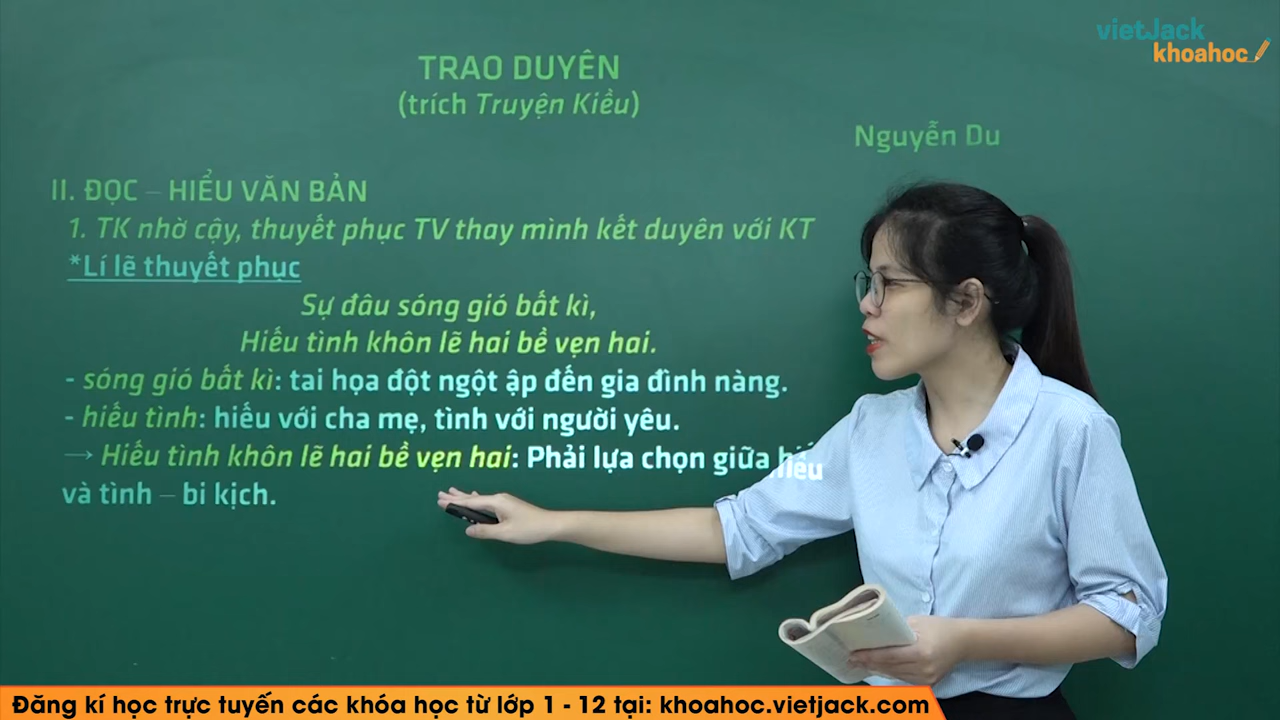 vietJack
khoahoc
TRAO DUYÊN
(trích Truyện Kiều)
Nguyễn Du
II. ĐỌC – HIỂU VĂN BẢN
1. TK nhờ cậy, thuyết phục TV thay mình kết duyên với KT
*Lí lẽ thuyết phục
Sự đâu sóng gió bất kì,
Hiếu tình khôn lẽ hai bề vẹn hai.
- sóng gió bất kì: tai họa đột ngột ập đến gia đình nàng.
- hiếu tình: hiếu với cha mẹ, tình với người yêu.
→ Hiếu tình khôn lẽ hai bề vẹn hai: Phải lựa chọn giữa hiếu
và tình – bi kịch.
Đăng kí học trực tuyến các khóa học từ lớp 1 - 12 tại: khoahoc.vietjack.com